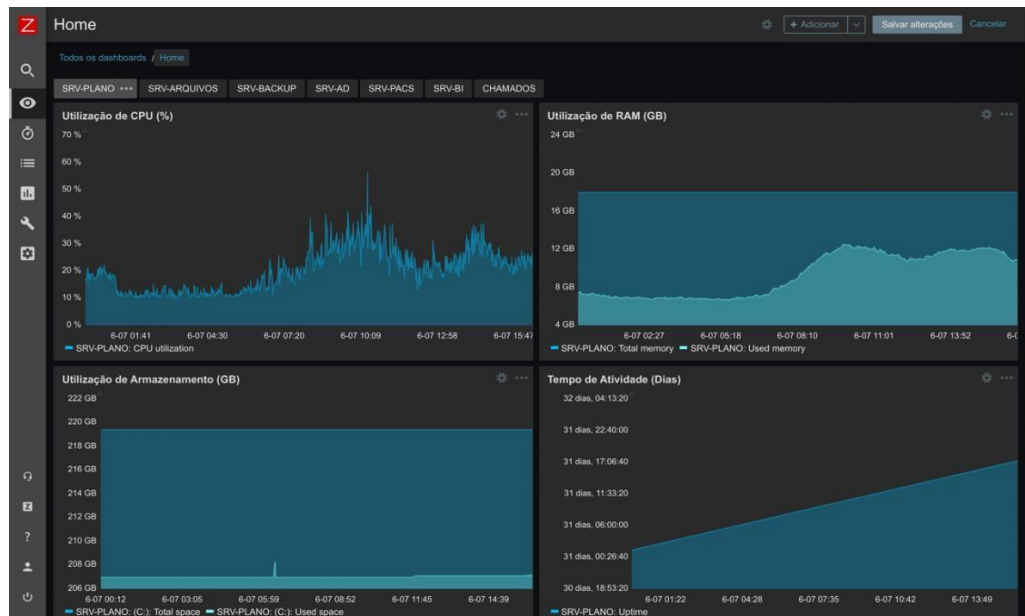 Z Home
+ Adicionar Salvar alterações Cancelar
Todos os dashboards / Home
SRV-PLANO ••• SRV-ARQUIVOS SRV-BACKUP SRV-AD SRV-PACS SRV-BI CHAMADOS
Utilização de CPU (%)
70 %
60 %
50 %
40 %
30 %
20 %
10 %
0 %
6-07 01:41 6-07 04:30 6-07 07:20 6-07 10:09 6-07 12:58 6-07 15:47
SRV-PLANO: CPU utilization
Utilização de RAM (GB)
24 GB
20 GB
16 GB
12 GB
8 GB
4 GB
6-07 02:27 6-07 05:18 6-07 08:10 6-07 11:01 6-07 13:52
SRV-PLANO: Total memory SRV-PLANO: Used memory
Utilização de Armazenamento (GB)
222 GB
220 GB
218 GB
216 GB
214 GB
212 GB
210 GB
208 GB
206 GB
6-07 00:12 6-07 03:05 6-07 05:59 6-07 08:52 6-07 11:45 6-07 14:39
SRV-PLANO: (C:): Total space SRV-PLANO: (C:): Used space
Tempo de Atividade (Dias)
32 dias, 04:13:20
31 dias, 22:40:00
31 dias, 17:06:40
31 dias, 11:33:20
31 dias, 06:00:00
31 dias, 00:26:40
30 dias, 18:53:20
6-07 01:22 6-07 04:28 6-07 07:35 6-07 10:42 6-07 13:49
SRV-PLANO: Uptime
Z
?